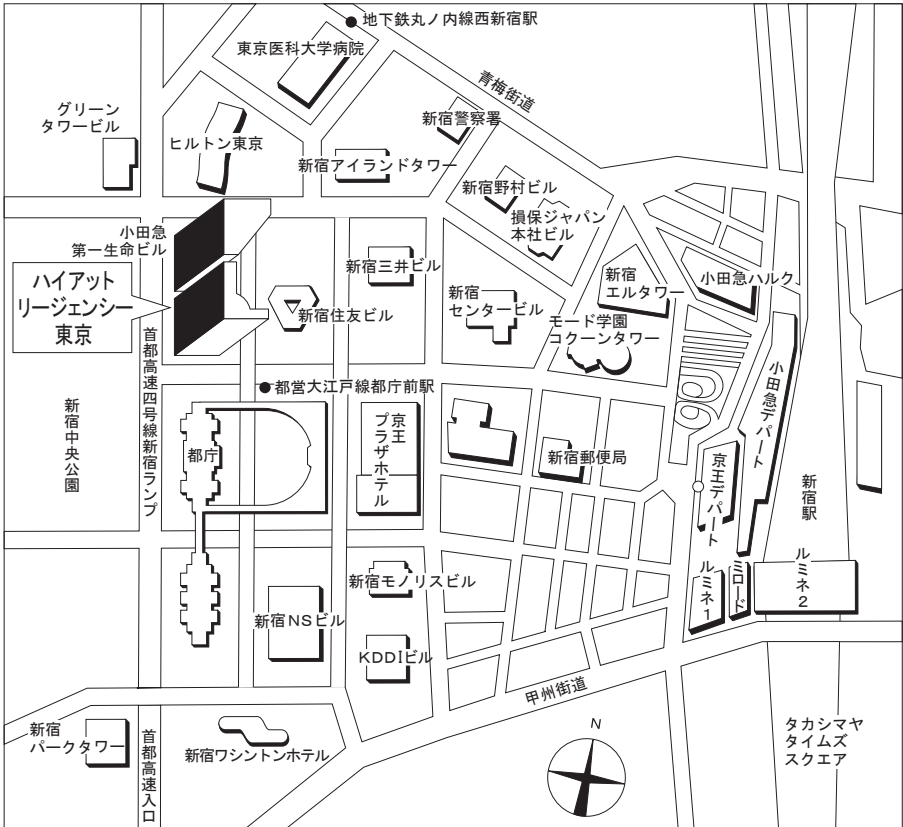 地下鉄丸ノ内線西新宿駅
東京医科大学病院
青梅街道
グリーン
タワービル
ヒルトン東京
新宿警察署
新宿アイランドタワー
新宿野村ビル
損保ジャパン
本社ビル
小田急
第一生命ビル
新宿三井ビル
新宿
エルタワー
小田急ハルク
ハイアット
リージェンシー
東京
新宿住友ビル
新宿
センタービル
モード学園
コクーンタワー
首都高速四号線新宿ランプ
都営大江戸線都庁前駅
小田急デパート
新宿中央公園
都庁
京王
プラザホテル
新宿郵便局
京王デパート
新宿駅
ルミネ1
ミロード
ルミネ2
新宿モノリスビル
新宿NSビル
KDDIビル
甲州街道
新宿
パークタワー
首都高速入口
新宿ワシントンホテル
N
タカシマヤ
タイムズ
スクエア